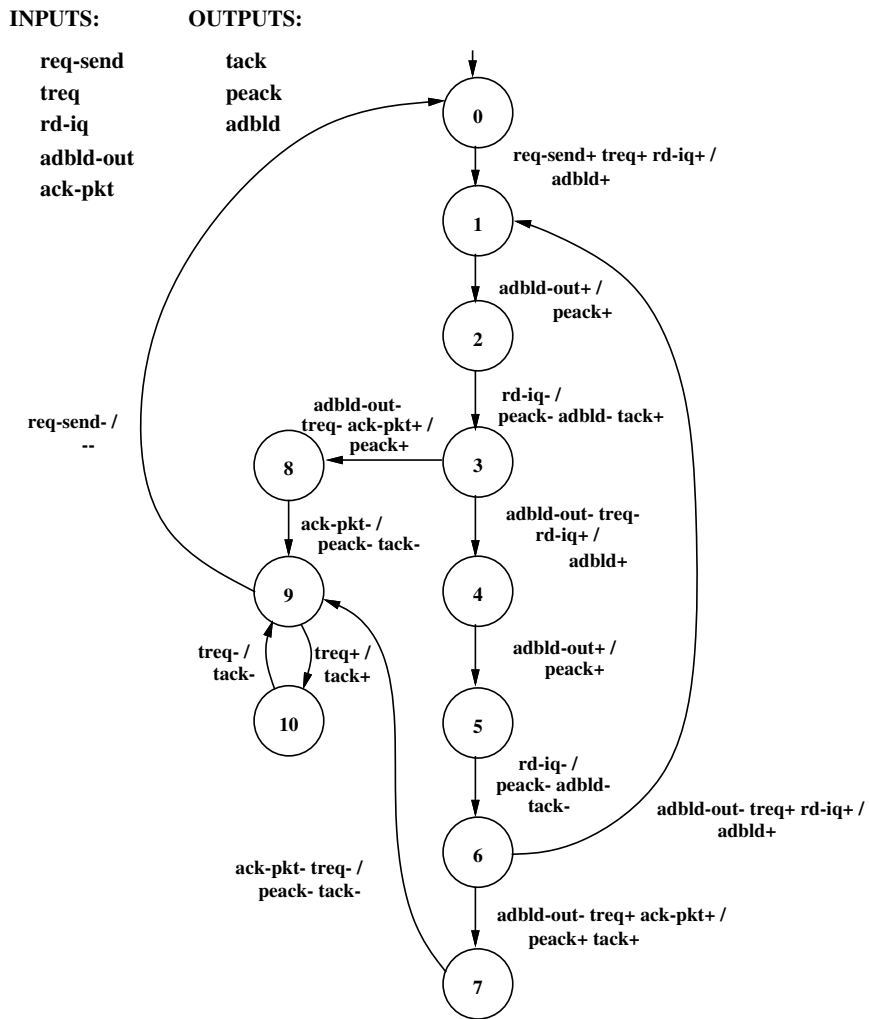 INPUTS: OUTPUTS:
req-send tack
treq peack
rd-iq adbld
adbld-out
ack-pkt
0
req-send+ treq+ rd-iq+ /
adbld+
1
adbld-out+ /
peack+
2
rd-iq- /
peack- adbld- tack+
req-send- /
--
adbld-out-
treq- ack-pkt+ /
peack+
8
3
ack-pkt- /
peack- tack-
adbld-out- treq-
rd-iq+ /
adbld+
9
4
treq- /
tack-
treq+ /
tack+
adbld-out+ /
peack+
10
5
rd-iq- /
peack- adbld-
tack-
adbld-out- treq+ rd-iq+ /
adbld+
6
ack-pkt- treq- /
peack- tack-
adbld-out- treq+ ack-pkt+ /
peack+ tack+
7